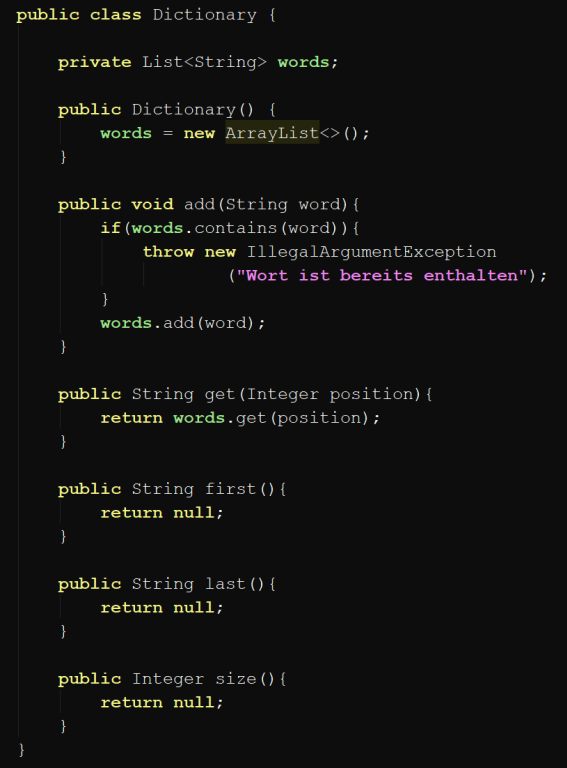 public class Dictionary {
private List<String> words;
public Dictionary() {
words = new ArrayList<>();
}
public void add(String word){
if(words.contains(word)){
throw new IllegalArgumentException
("Wort ist bereits enthalten");
}
words.add(word);
}
public String get(Integer position){
return words.get(position);
}
public String first(){
return null;
}
public String last(){
return null;
}
public Integer size(){
return null;
}
}